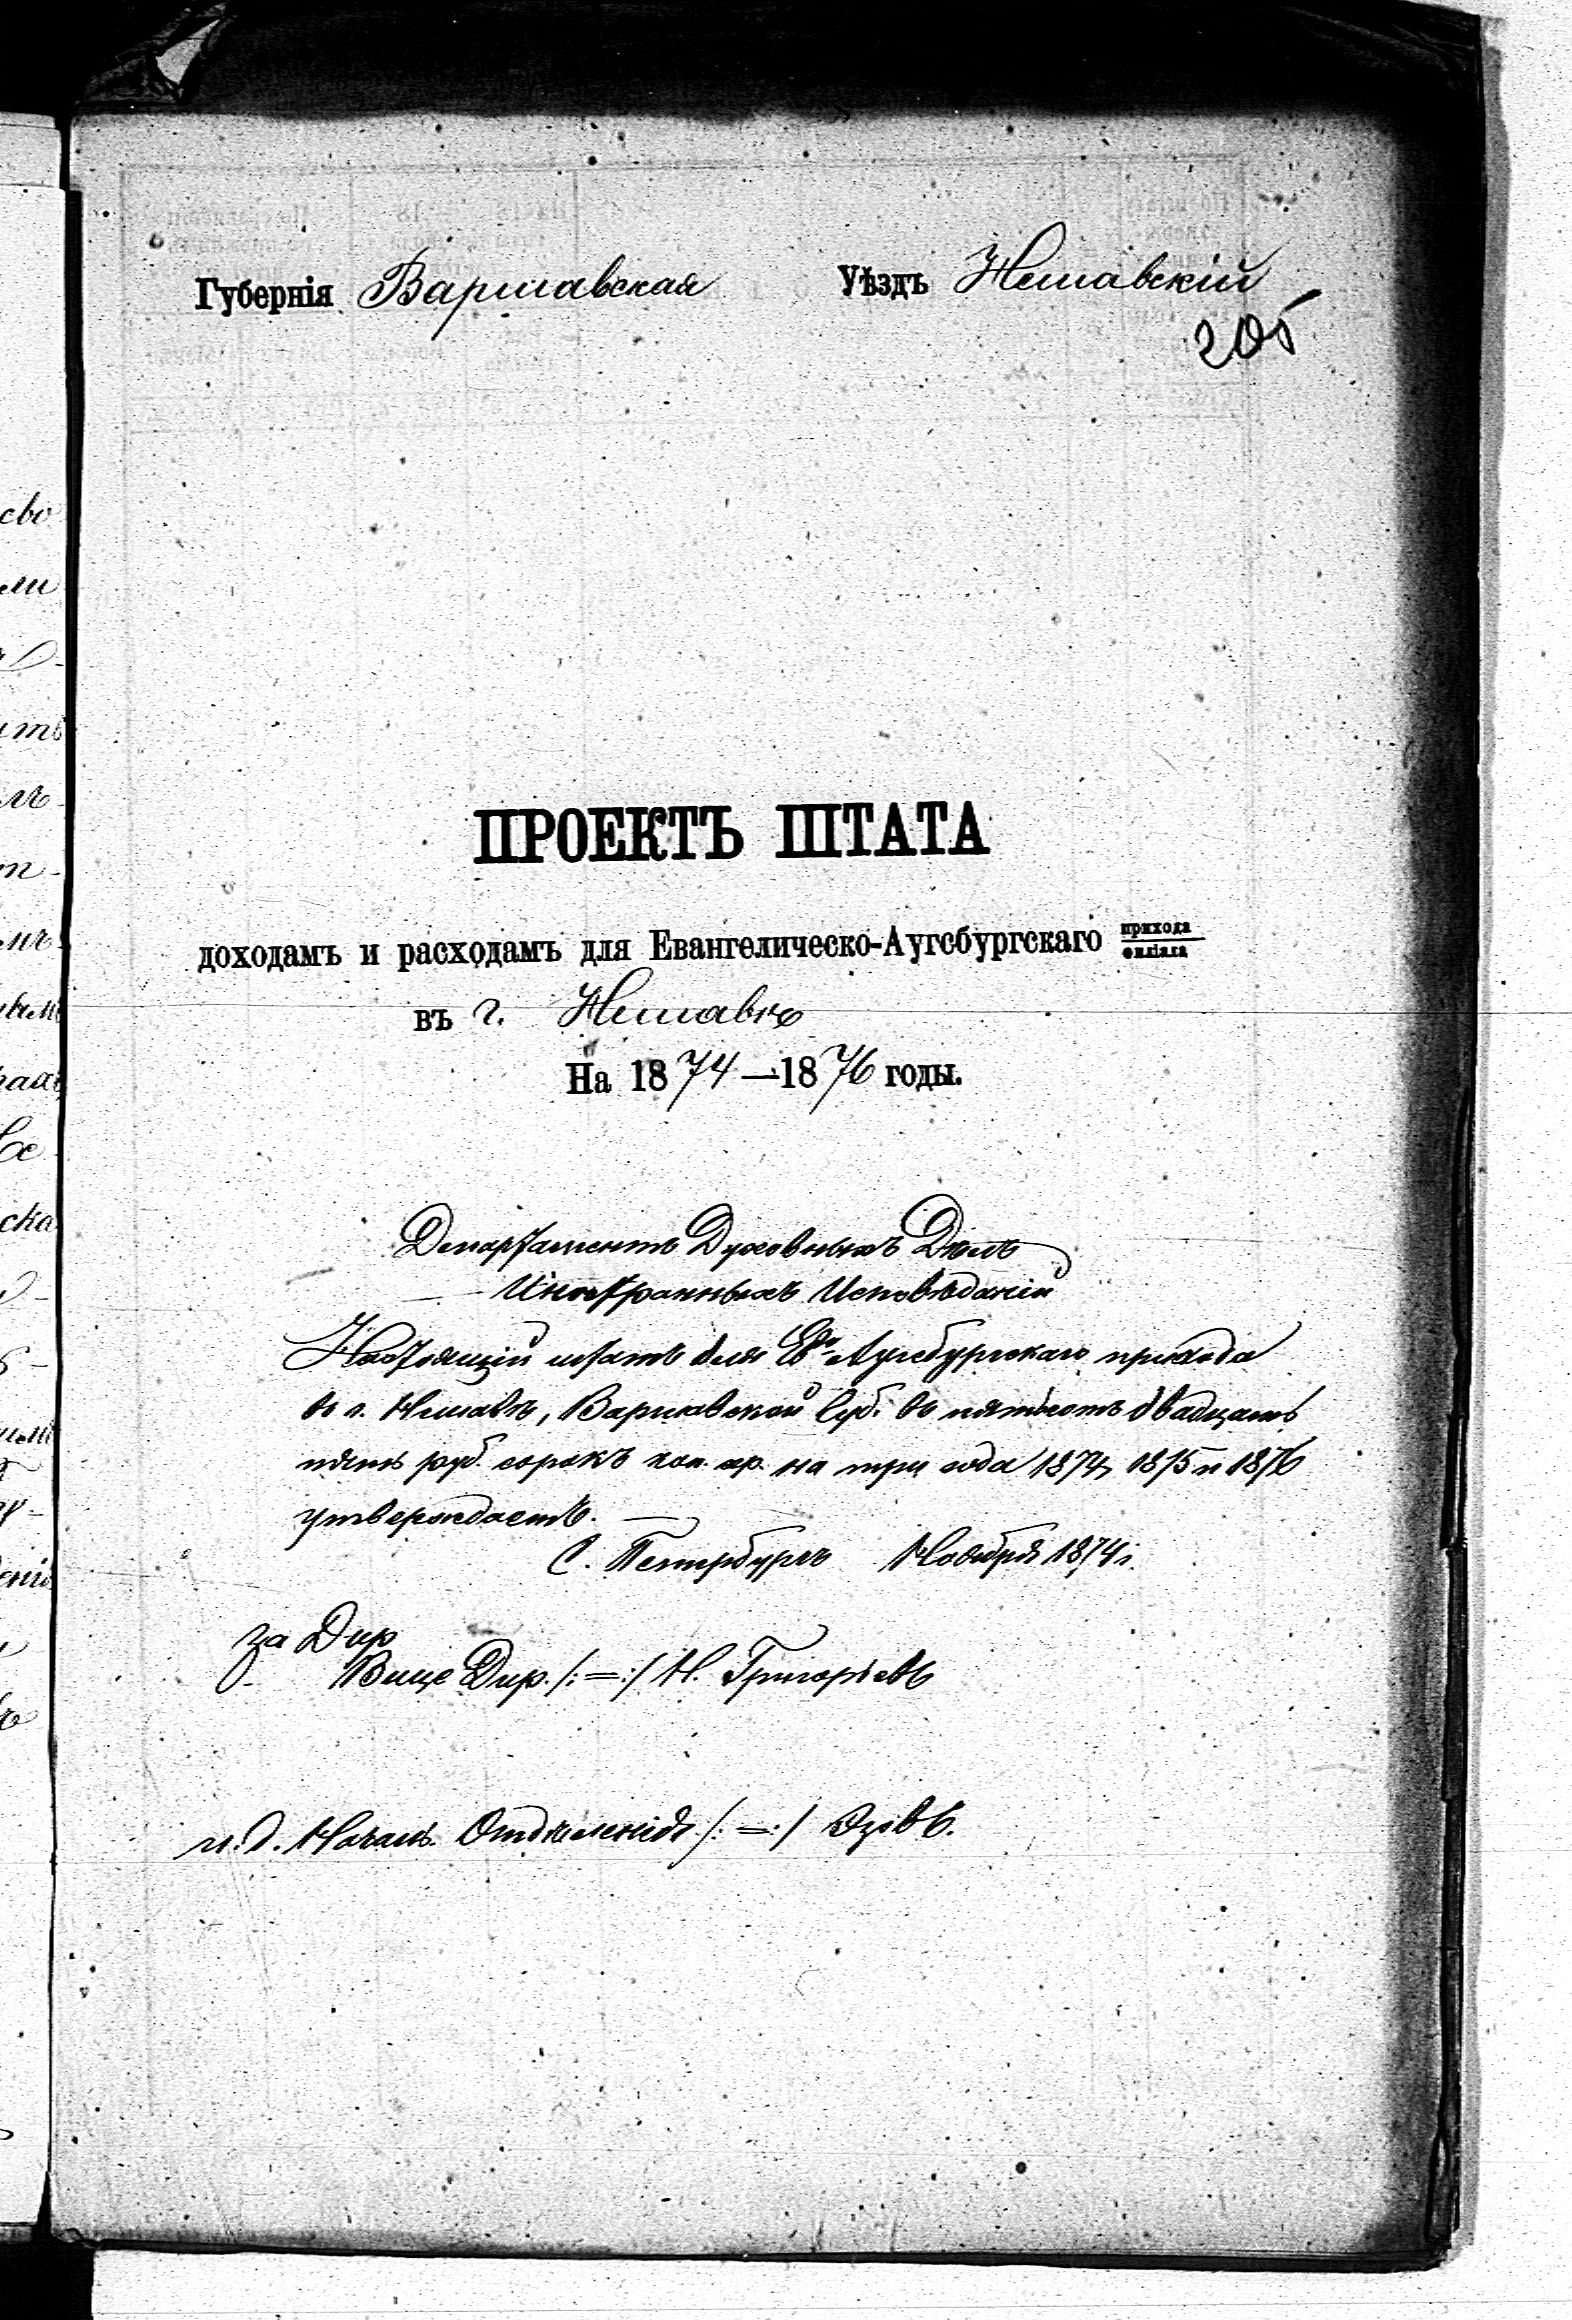 Губернія Варшавская Уѣздъ Нешавскій
205
ПРОЕКТЪ ШТАТА
доходамъ и расходамъ для Евангелическо-Аугсбургскаго прихода
филіала
въ г. Нешавѣ
На 1874—1876 годы.
Департаментъ Духовныхъ Дѣлъ
Иностранныхъ Исповѣданій
Настоящій штатъ для Ев. Аугсбургскаго прихода
въ г. Нешавѣ, Варшавской Губ. въ пятьсотъ двадцать
пять руб. сорокъ коп. ср. на три года 1874, 1875 и 1876
утверждаетъ.
С. Петербургъ Ноября 1874 г.
за Дир
Вице Дир. /:=:/ Н. Григорьевъ
и. д. Начал. Отдѣленія /:=:/